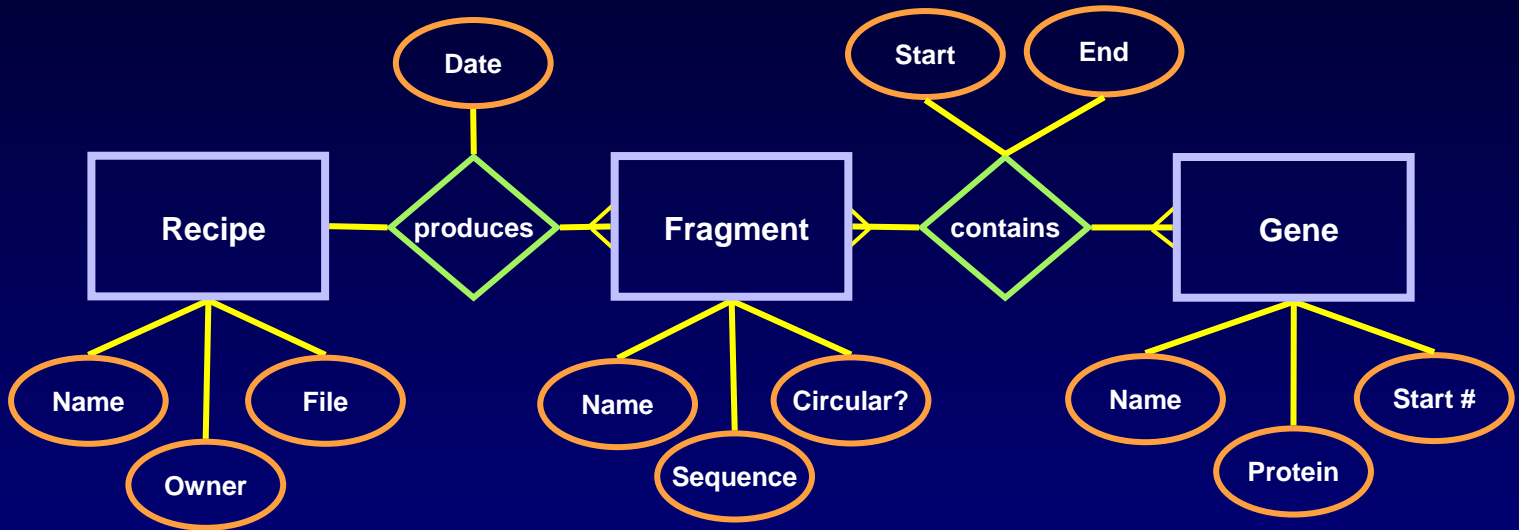 Date
Start
End
Recipe
produces
Fragment
contains
Gene
Name
File
Owner
Name
Circular?
Sequence
Name
Start #
Protein